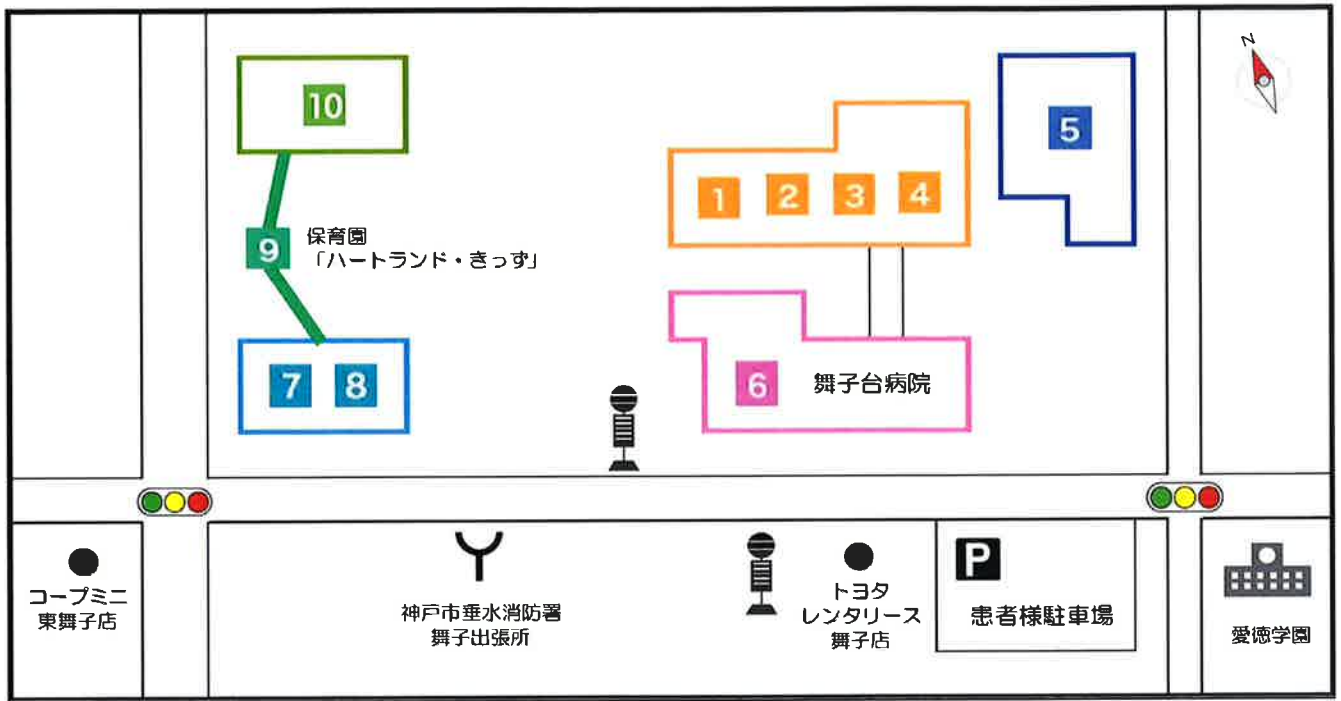 N
10
5
1 2 3 4
9
保育園
「ハートランド・きっず」
7 8
6
舞子台病院
コープミニ
東舞子店
神戸市垂水消防署
舞子出張所
トヨタ
レンタリース
舞子店
P
患者様駐車場
愛徳学園